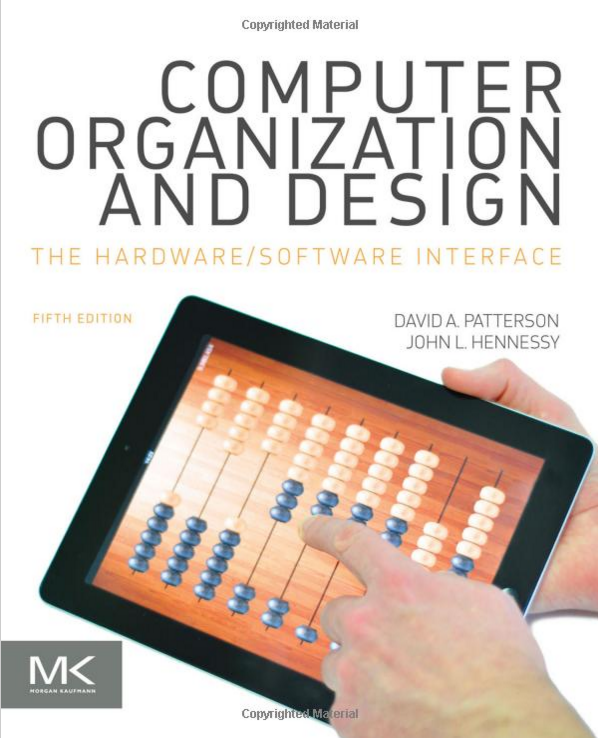 Copyrighted Material
COMPUTER
ORGANIZATION
AND DESIGN
THE HARDWARE/SOFTWARE INTERFACE
FIFTH EDITION
DAVID A. PATTERSON
JOHN L. HENNESSY
MK
MORGAN KAUFMANN
Copyrighted Material